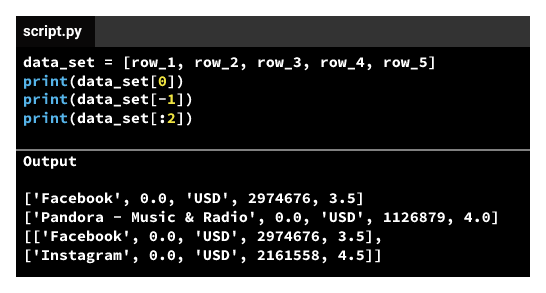 script.py
data_set = [row_1, row_2, row_3, row_4, row_5]
print(data_set[0])
print(data_set[-1])
print(data_set[:2])
Output
['Facebook', 0.0, 'USD', 2974676, 3.5]
['Pandora - Music & Radio', 0.0, 'USD', 1126879, 4.0]
[['Facebook', 0.0, 'USD', 2974676, 3.5],
['Instagram', 0.0, 'USD', 2161558, 4.5]]